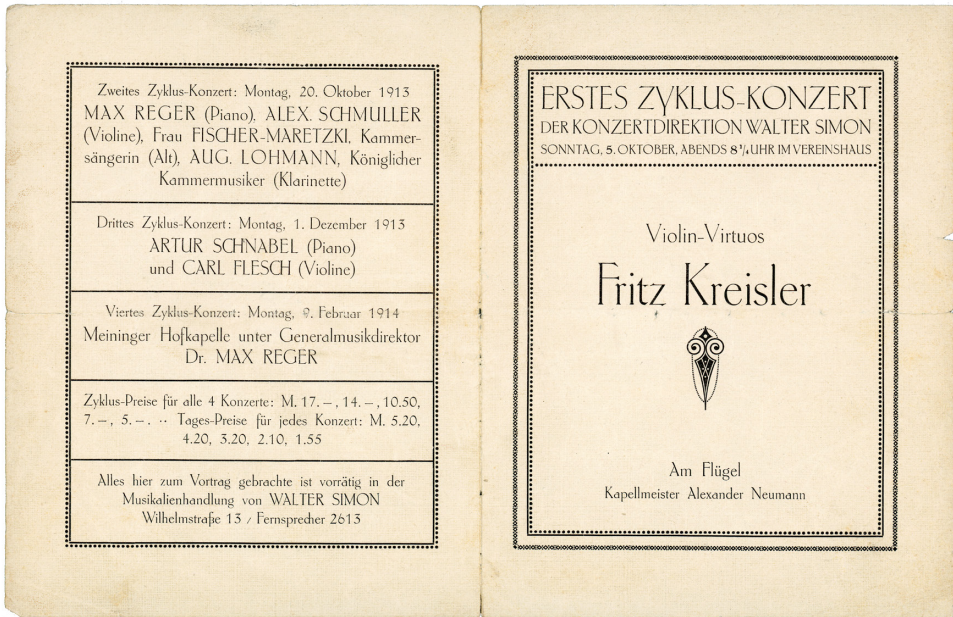 Zweites Zyklus-Konzert: Montag, 20. Oktober 1913
MAX REGER (Piano), ALEX. SCHMULLER
(Violine), Frau FISCHER-MARETZKI, Kammer-
sängerin (Alt), AUG. LOHMANN, Königlicher
Kammermusiker (Klarinette)
Drittes Zyklus-Konzert: Montag, 1. Dezember 1913
ARTUR SCHNABEL (Piano)
und CARL FLESCH (Violine)
Viertes Zyklus-Konzert: Montag, 9. Februar 1914
Meininger Hofkapelle unter Generalmusikdirektor
Dr. MAX REGER
Zyklus-Preise für alle 4 Konzerte: M. 17.–, 14.–, 10.50,
7.–, 5.–. ·· Tages-Preise für jedes Konzert: M. 5.20,
4.20, 3.20, 2.10, 1.55
Alles hier zum Vortrag gebrachte ist vorrätig in der
Musikalienhandlung von WALTER SIMON
Wilhelmstraße 13 / Fernsprecher 2613
ERSTES ZYKLUS-KONZERT
DER KONZERTDIREKTION WALTER SIMON
SONNTAG, 5. OKTOBER, ABENDS 8¼ UHR IM VEREINSHAUS
Violin-Virtuos
Fritz Kreisler
Am Flügel
Kapellmeister Alexander Neumann